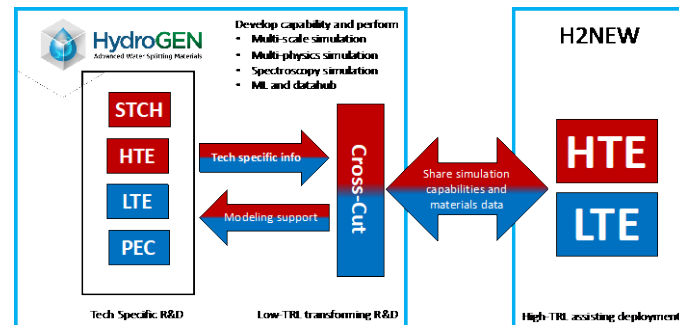 HydroGEN
Advanced Water Splitting Materials
Develop capability and perform
• Multi-scale simulation
• Multi-physics simulation
• Spectroscopy simulation
• ML and datahub
STCH
HTE
LTE
PEC
Tech specific info
Modeling support
Cross-Cut
Tech Specific R&D
Low-TRL transforming R&D
Share simulation
capabilities and
materials data
H2NEW
HTE
LTE
High-TRL assisting deployment